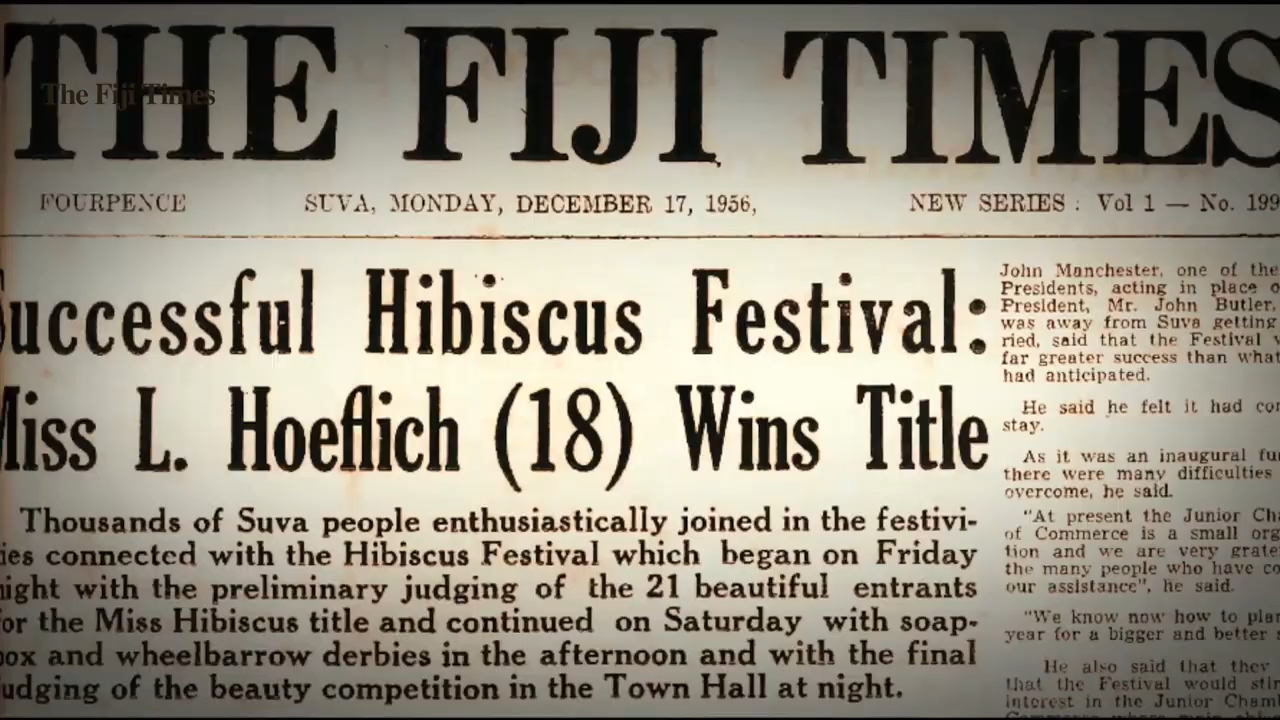 THE FIJI TIMES
The Fiji Times
FOURPENCE SUVA, MONDAY, DECEMBER 17, 1956, NEW SERIES : Vol 1 — No. 199
Successful Hibiscus Festival:
Miss L. Hoeflich (18) Wins Title
Thousands of Suva people enthusiastically joined in the festivi-
ies connected with the Hibiscus Festival which began on Friday
ight with the preliminary judging of the 21 beautiful entrants
for the Miss Hibiscus title and continued on Saturday with soap-
box and wheelbarrow derbies in the afternoon and with the final
judging of the beauty competition in the Town Hall at night.
John Manchester, one of the
Presidents, acting in place
President, Mr. John Butler,
was away from Suva getting
ried, said that the Festival
far greater success than what
had anticipated.
He said he felt it had
stay.
As it was an inaugural
there were many difficulties
overcome, he said.
"At present the Junior
of Commerce is a small
tion and we are very
the many people who have
our assistance", he said.
"We know now how to
year for a bigger and better
He also said that they
that the Festival would
interest in the Junior